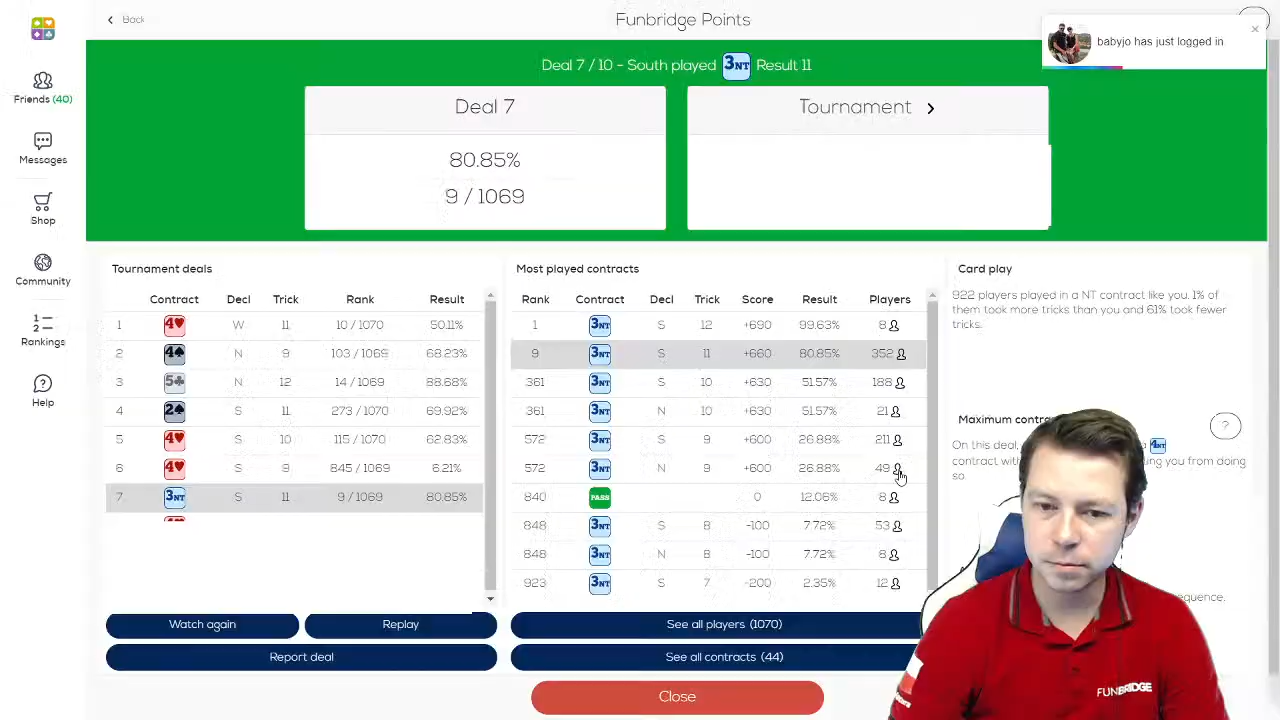 Back
Funbridge Points
babyjo has just logged in
Deal 7 / 10 - South played 3NT Result 11
Deal 7
80.85%
9 / 1069
Tournament
Friends (40)
Messages
Shop
Community
1
2
Rankings
Help
Tournament deals
Contract Decl Trick Rank Result
1 4♥ W 11 10 / 1070 50.11%
2 4♠ N 9 103 / 1069 68.23%
3 5♣ N 12 14 / 1069 88.68%
4 2♠ S 11 273 / 1070 69.92%
5 4♥ S 10 115 / 1070 62.83%
6 4♥ S 9 845 / 1069 6.21%
7 3NT S 11 9 / 1069 80.85%
Most played contracts
Rank Contract Decl Trick Score Result Players
1 3NT S 12 +690 99.63% 8
9 3NT S 11 +660 80.85% 352
361 3NT S 10 +630 51.57% 188
361 3NT N 10 +630 51.57% 21
572 3NT S 9 +600 26.88% 211
572 3NT N 9 +600 26.88% 49
840 PASS 0 12.06% 8
848 3NT S 8 -100 7.72% 53
848 3NT N 8 -100 7.72% 8
923 3NT S 7 -200 2.35% 12
Card play
922 players played in a NT contract like you. 1% of
them took more tricks than you and 61% took fewer
tricks.
Maximum
?
On this deal, 4NT
contract ing you from doing
so.
equence.
Watch again
Replay
Report deal
See all players (1070)
See all contracts (44)
Close
FUNBRIDGE